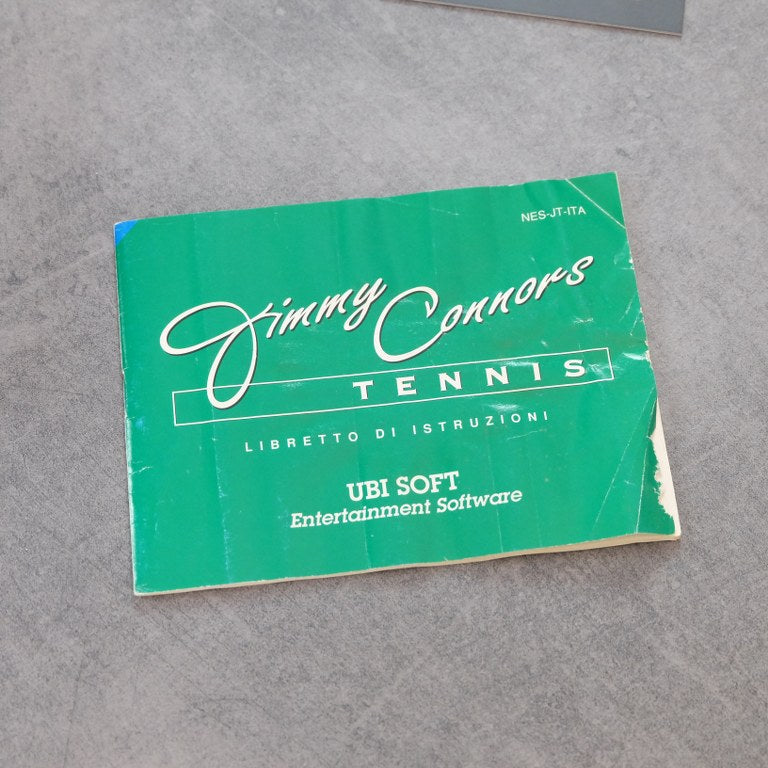 NES-JT-ITA
Jimmy Connors
TENNIS
LIBRETTO DI ISTRUZIONI
UBI SOFT
Entertainment Software